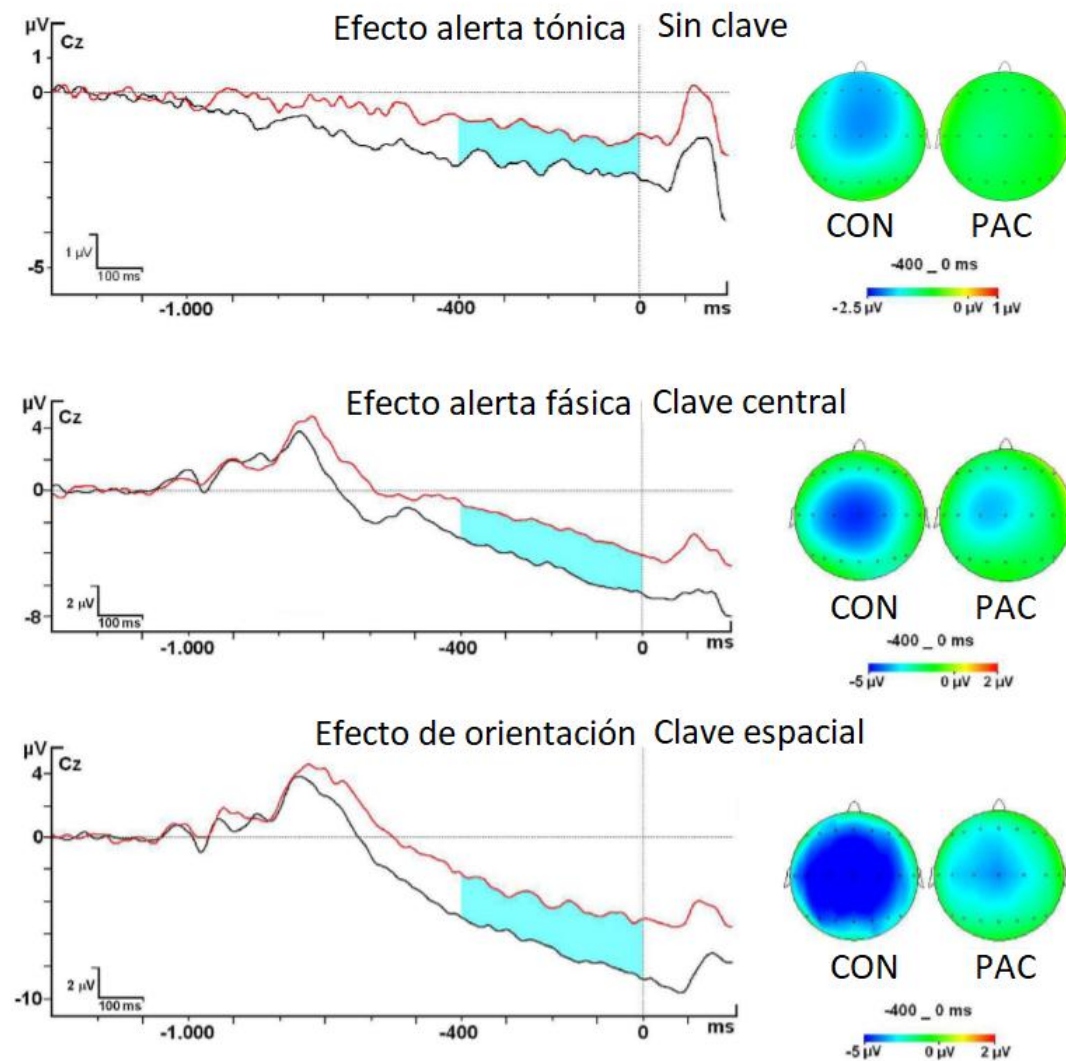 Efecto alerta tónica Sin clave
µV
Cz
1
0
-5
1 µV
100 ms
-1.000
-400
0
ms
CON
PAC
-400 _ 0 ms
-2.5 µV
0 µV
1 µV
Efecto alerta fásica Clave central
µV
Cz
4
0
-8
2 µV
100 ms
-1.000
-400
0
ms
CON
PAC
-400 _ 0 ms
-5 µV
0 µV
2 µV
Efecto de orientación Clave espacial
µV
Cz
4
0
-10
2 µV
100 ms
-1.000
-400
0
ms
CON
PAC
-400 _ 0 ms
-5 µV
0 µV
2 µV